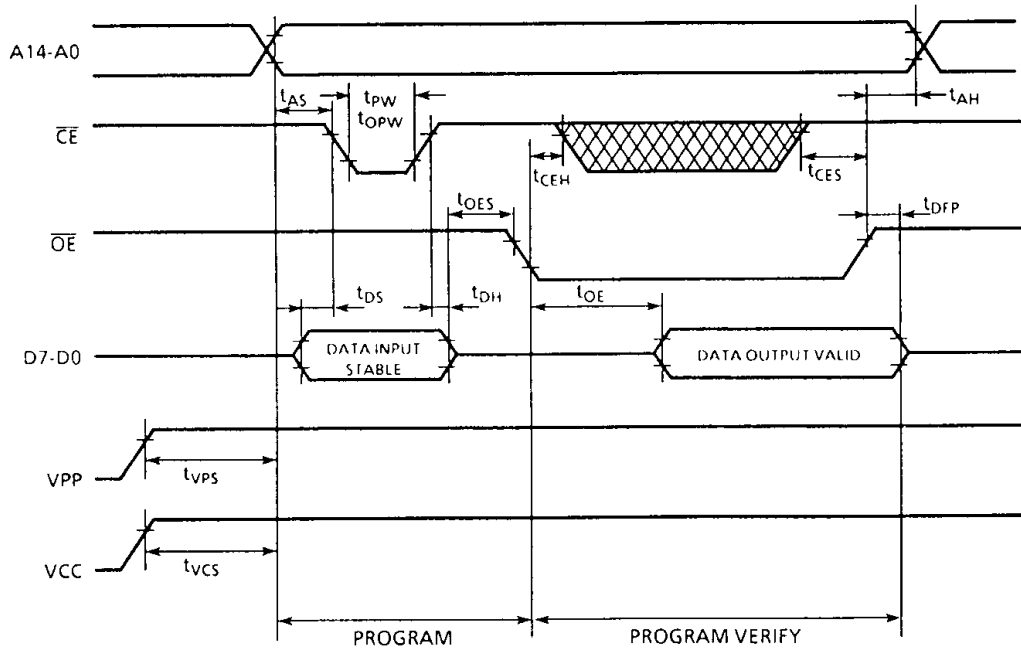 A14-A0
tAS
tPW
tOPW
tAH
CE
tCEH
tCES
tOES
tDFP
OE
tDS
tDH
tOE
D7-D0
DATA INPUT
STABLE
DATA OUTPUT VALID
VPP
tVPS
VCC
tVCS
PROGRAM
PROGRAM VERIFY